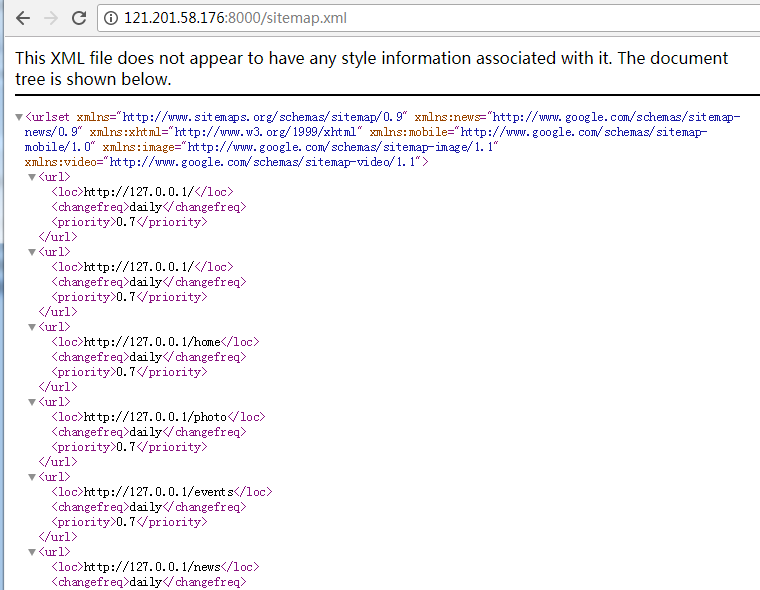 121.201.58.176:8000/sitemap.xml
This XML file does not appear to have any style information associated with it. The document
tree is shown below.
▼<urlset xmlns="http://www.sitemaps.org/schemas/sitemap/0.9" xmlns:news="http://www.google.com/schemas/sitemap-
news/0.9" xmlns:xhtml="http://www.w3.org/1999/xhtml" xmlns:mobile="http://www.google.com/schemas/sitemap-
mobile/1.0" xmlns:image="http://www.google.com/schemas/sitemap-image/1.1"
xmlns:video="http://www.google.com/schemas/sitemap-video/1.1">
▼<url>
<loc>http://127.0.0.1/</loc>
<changefreq>daily</changefreq>
<priority>0.7</priority>
</url>
▼<url>
<loc>http://127.0.0.1/</loc>
<changefreq>daily</changefreq>
<priority>0.7</priority>
</url>
▼<url>
<loc>http://127.0.0.1/home</loc>
<changefreq>daily</changefreq>
<priority>0.7</priority>
</url>
▼<url>
<loc>http://127.0.0.1/photo</loc>
<changefreq>daily</changefreq>
<priority>0.7</priority>
</url>
▼<url>
<loc>http://127.0.0.1/events</loc>
<changefreq>daily</changefreq>
<priority>0.7</priority>
</url>
▼<url>
<loc>http://127.0.0.1/news</loc>
<changefreq>daily</changefreq>